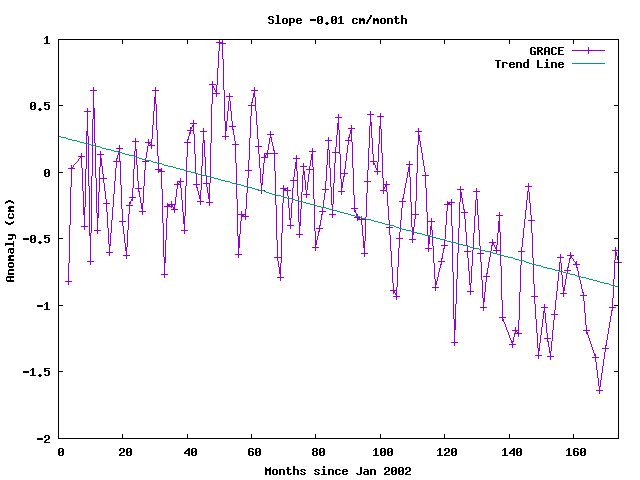 Slope -0.01 cm/month
GRACE
Trend Line
1
0.5
0
-0.5
-1
-1.5
-2
Anomaly (cm)
0 20 40 60 80 100 120 140 160
Months since Jan 2002